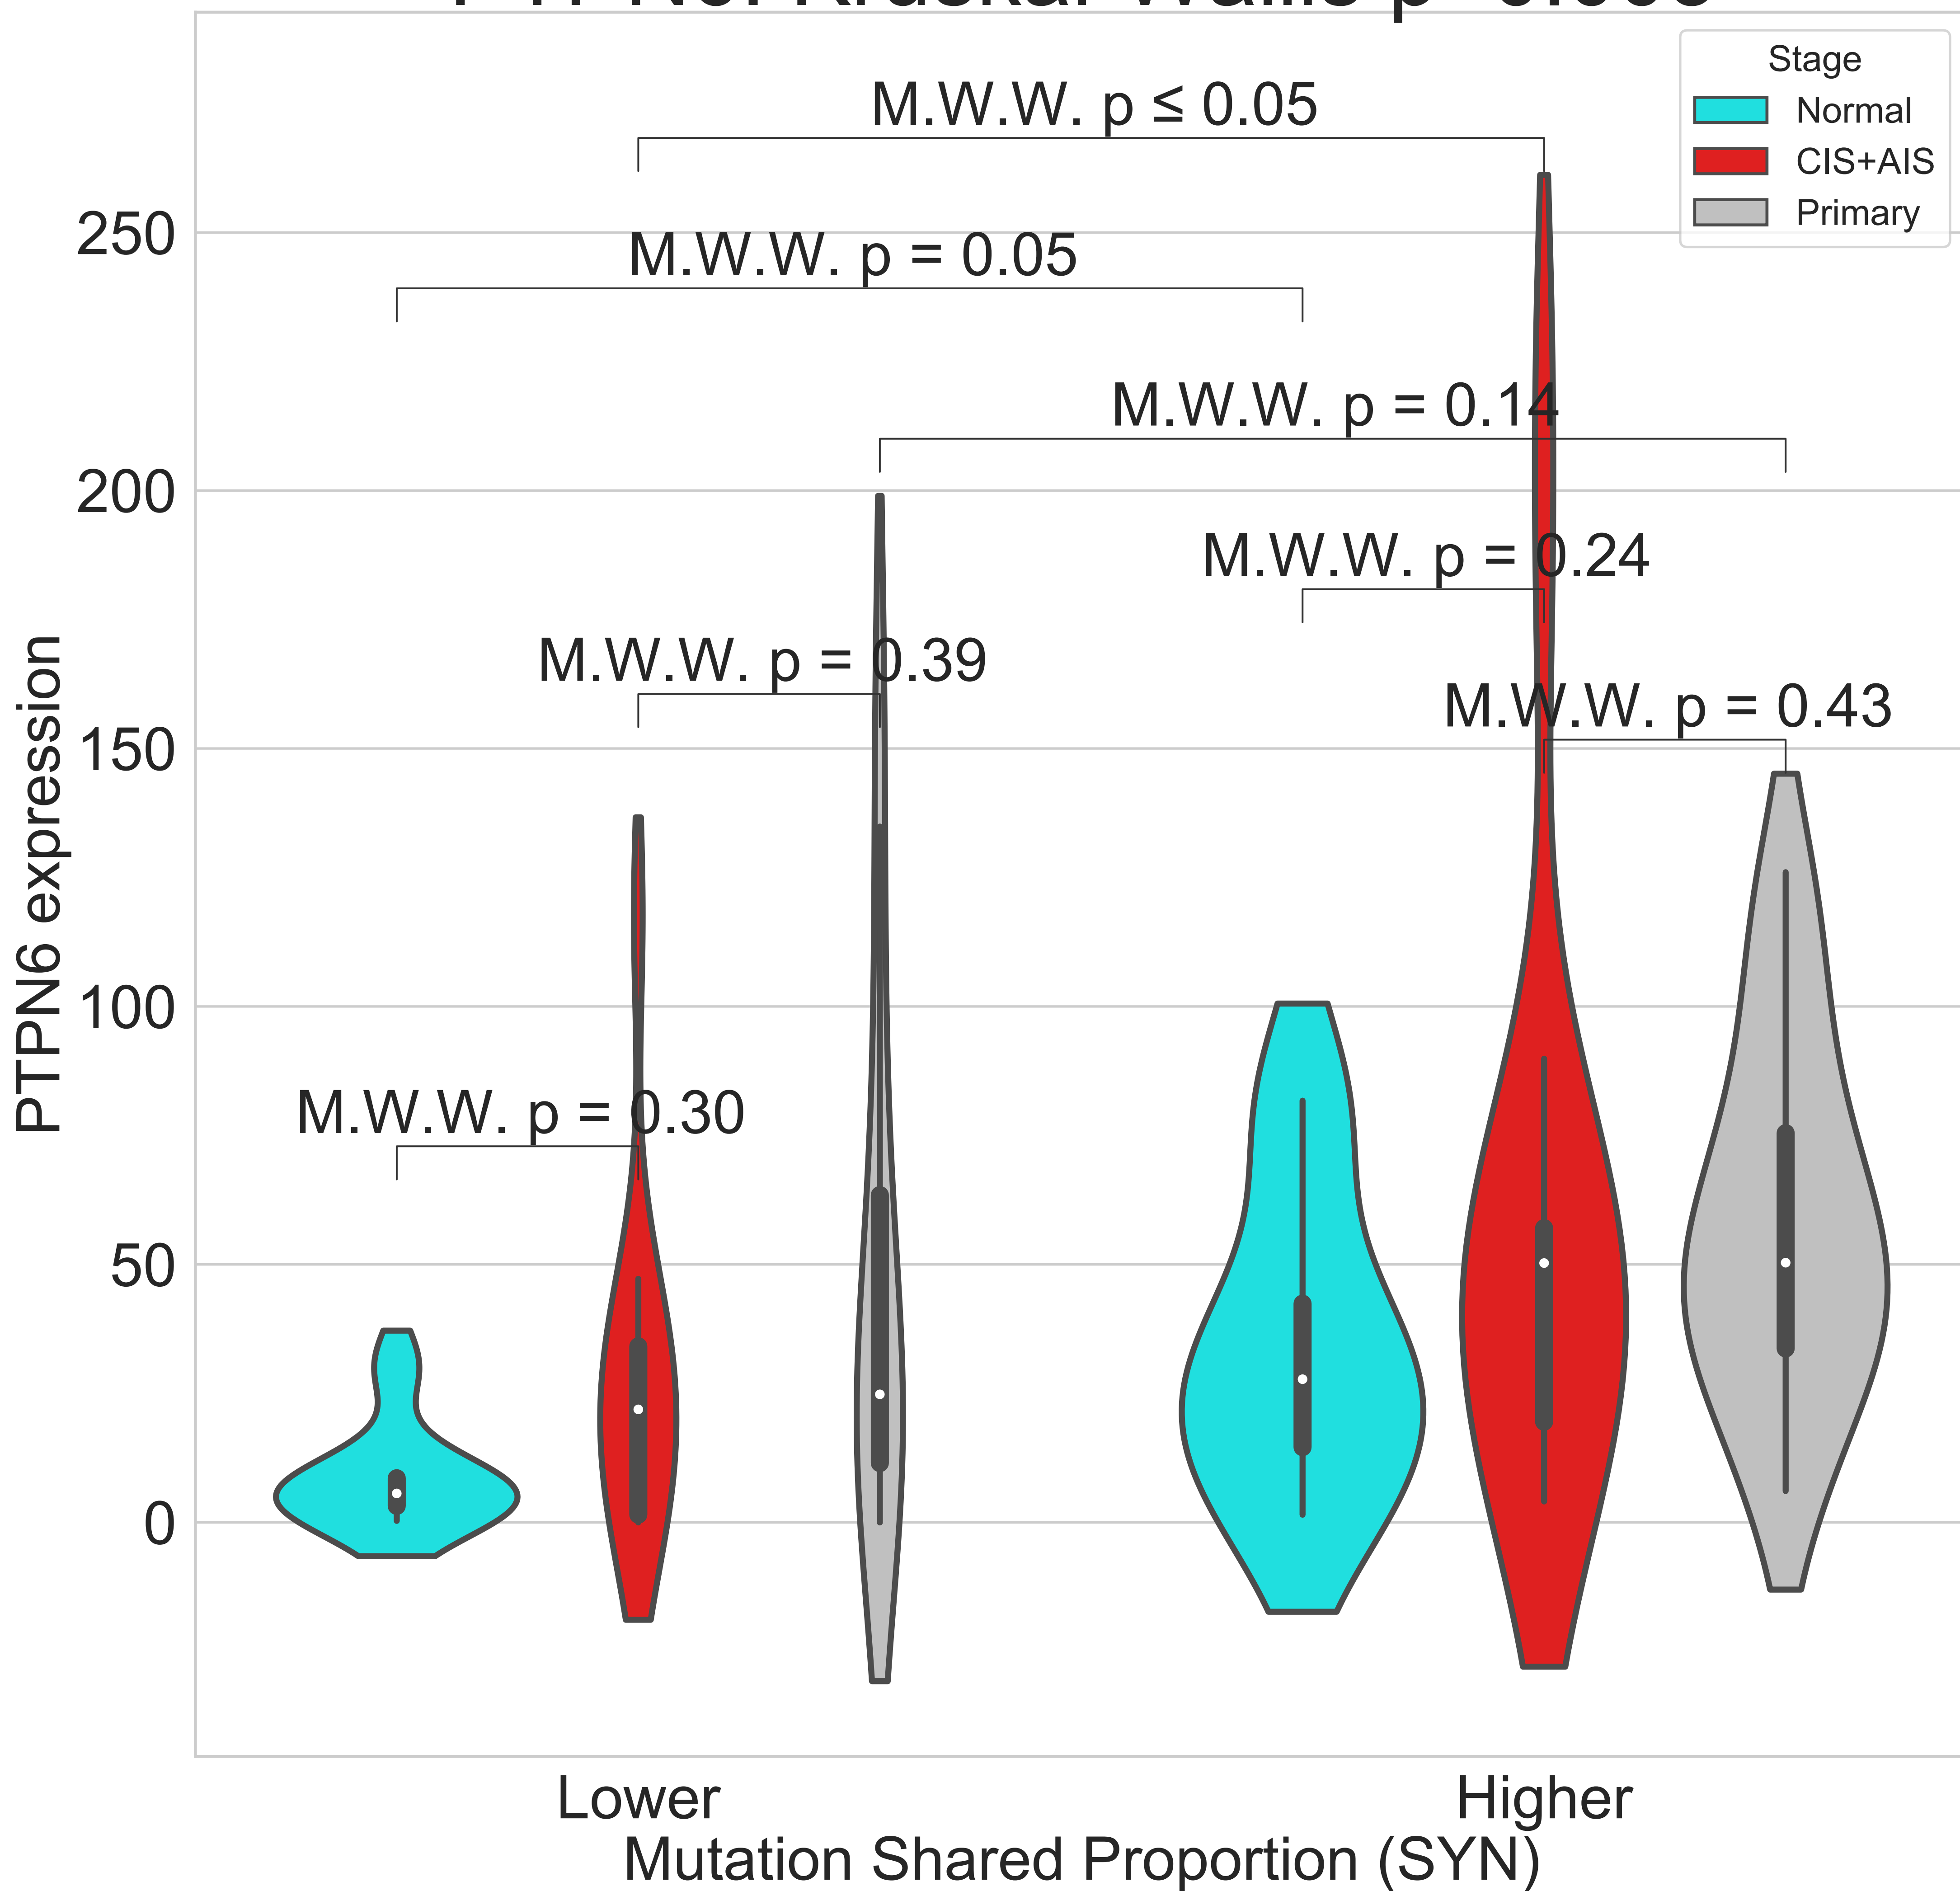 Stage
Normal
CIS+AIS
Primary
M.W.W. p ≤ 0.05
M.W.W. p = 0.05
M.W.W. p = 0.14
M.W.W. p = 0.24
M.W.W. p = 0.39
M.W.W. p = 0.43
M.W.W. p = 0.30
250
200
150
100
50
0
PTPN6 expression
Lower
Higher
Mutation Shared Proportion (SYN)